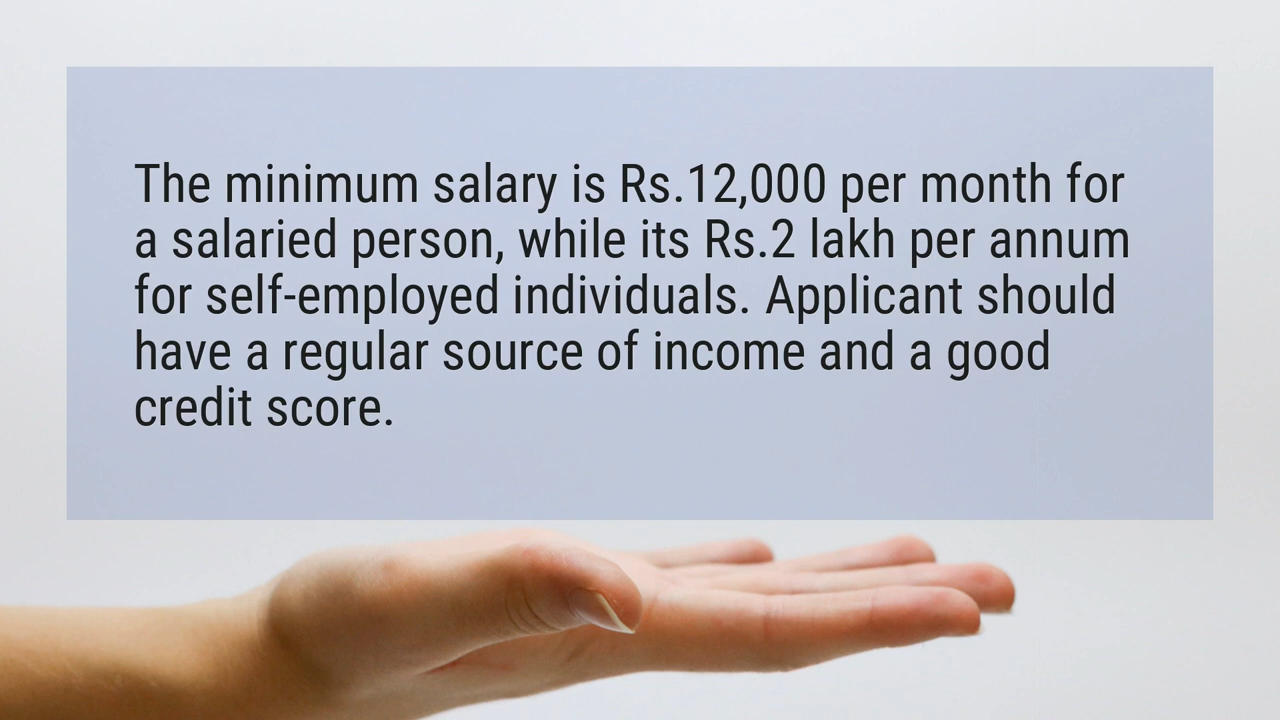 The minimum salary is Rs.12,000 per month for
a salaried person, while its Rs.2 lakh per annum
for self-employed individuals. Applicant should
have a regular source of income and a good
credit score.